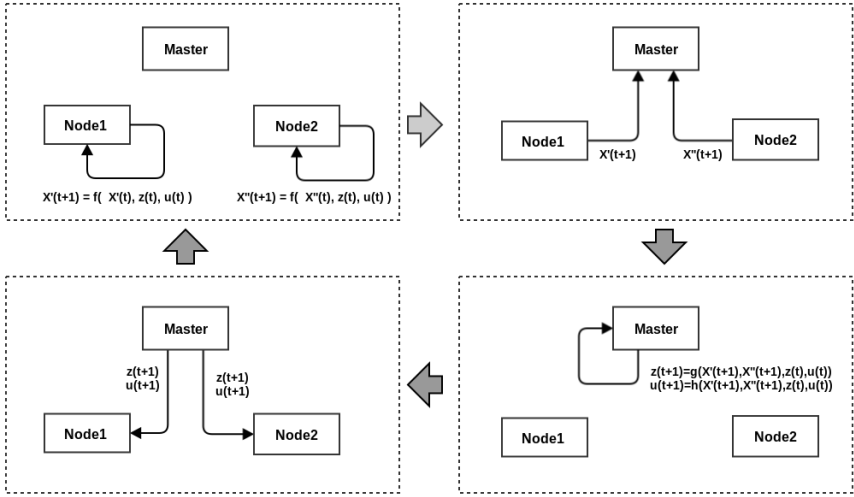 Master
Node1
Node2
X'(t+1) = f( X'(t), z(t), u(t) )
X"(t+1) = f( X"(t), z(t), u(t) )
Master
Node1
Node2
X'(t+1)
X"(t+1)
Master
z(t+1)
u(t+1)
z(t+1)
u(t+1)
Node1
Node2
Master
z(t+1)=g(X'(t+1),X"(t+1),z(t),u(t))
u(t+1)=h(X'(t+1),X"(t+1),z(t),u(t))
Node1
Node2